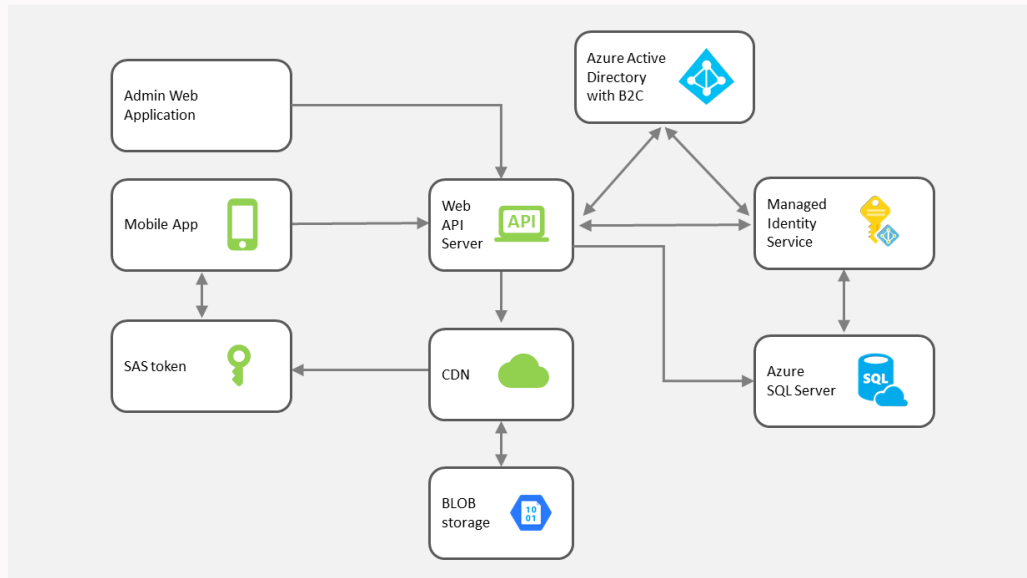 Azure Active
Directory
with B2C
Admin Web
Application
Mobile App
Web
API
Server
API
Managed
Identity
Service
SAS token
CDN
Azure
SQL Server
SQL
BLOB
storage
10
01